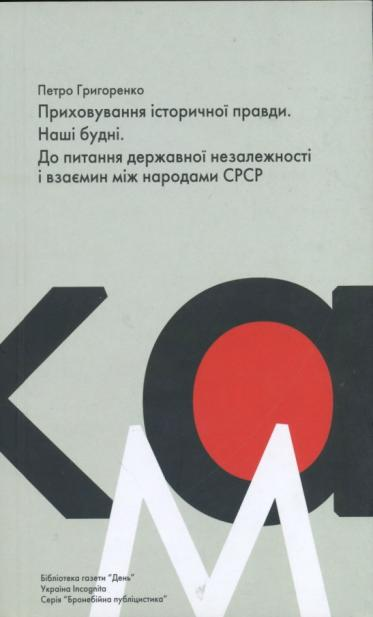 Петро Григоренко
Приховування історичної правди.
Наші будні.
До питання державної незалежності
і взаємин між народами СРСР
ка
м
Бібліотека газети "День"
Україна Incognita
Серія "Бронебійна публіцистика"